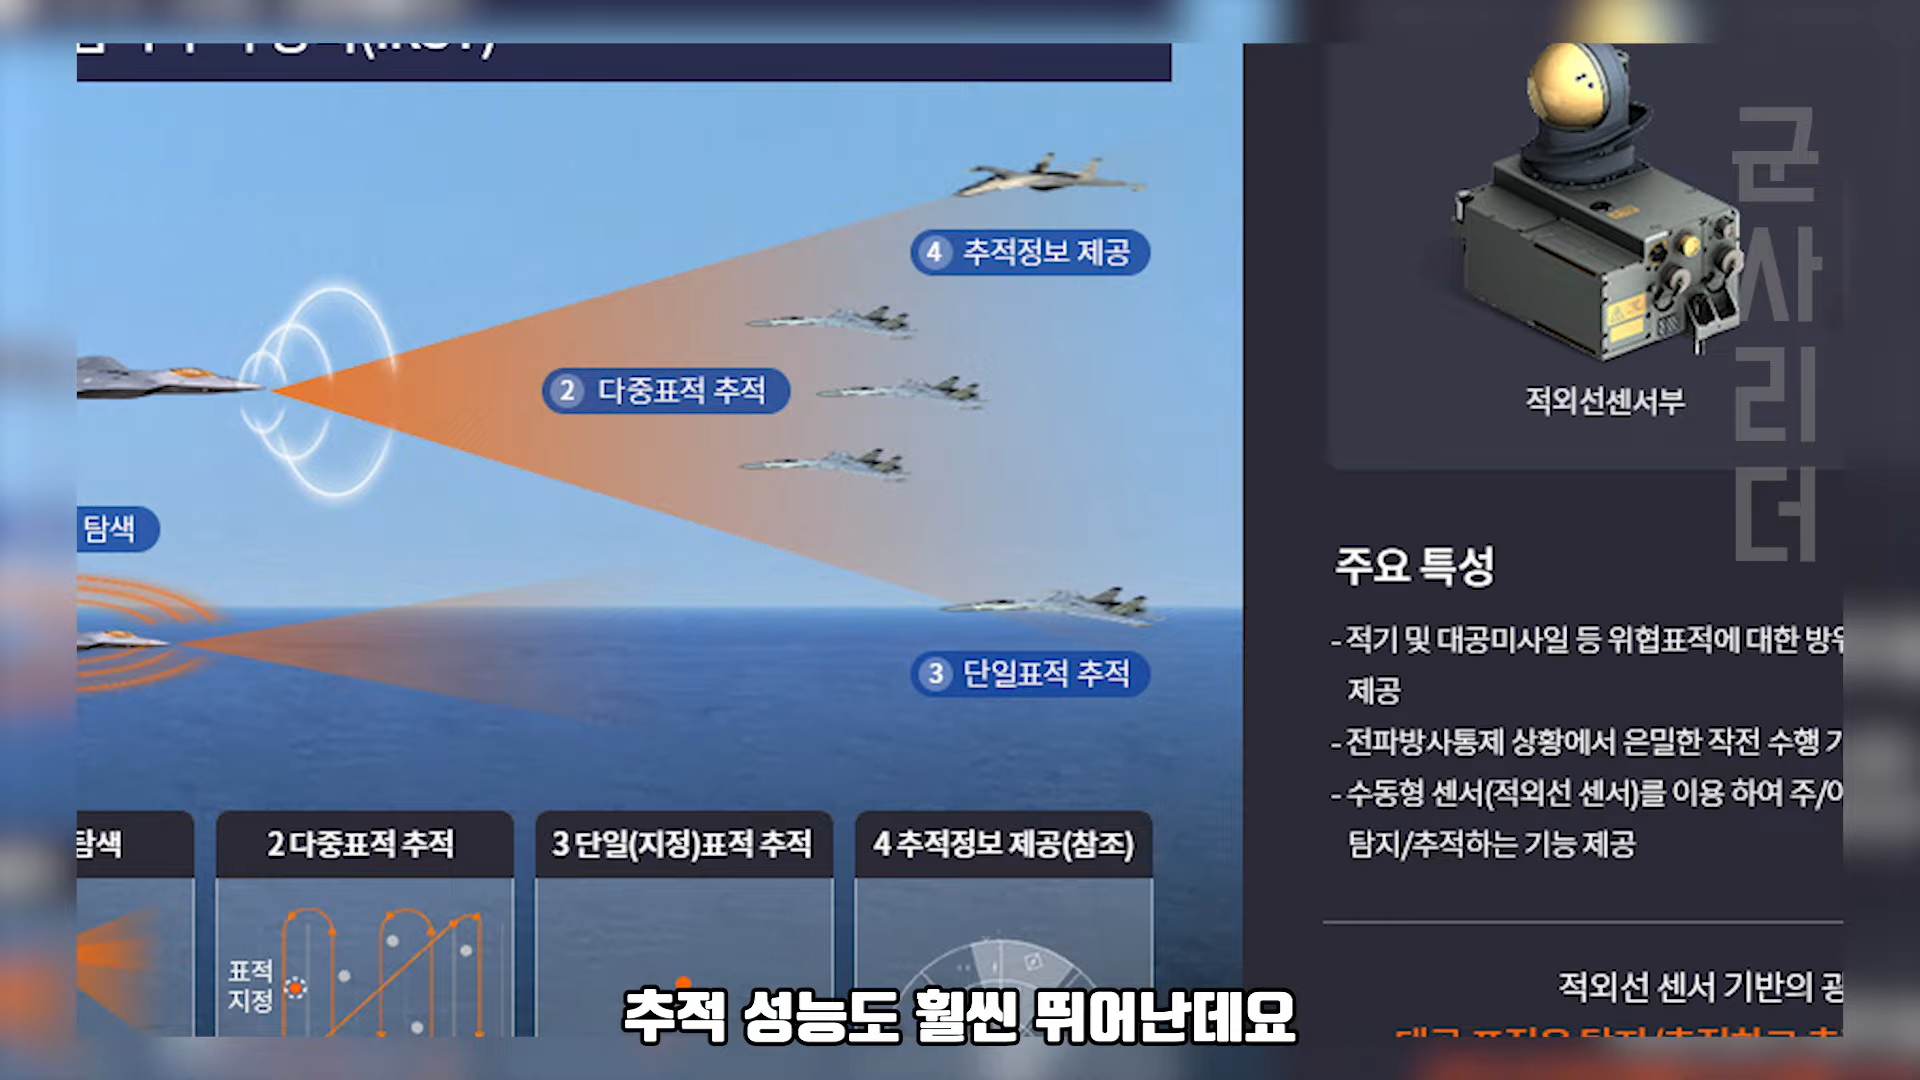 4 추적정보 제공
2 다중표적 추적
탐색
3 단일표적 추적
탐색
2 다중표적 추적
3 단일(지정)표적 추적
4 추적정보 제공(참조)
표적
지정
적외선센서부
주요 특성
- 적기 및 대공미사일 등 위협표적에 대한
제공
- 전파방사통제 상황에서 은밀한 작전 수행
- 수동형 센서(적외선 센서)를 이용 하여 주/
탐지/추적하는 기능 제공
적외선 센서 기반의
군사리더
추적 성능도 훨씬 뛰어난데요